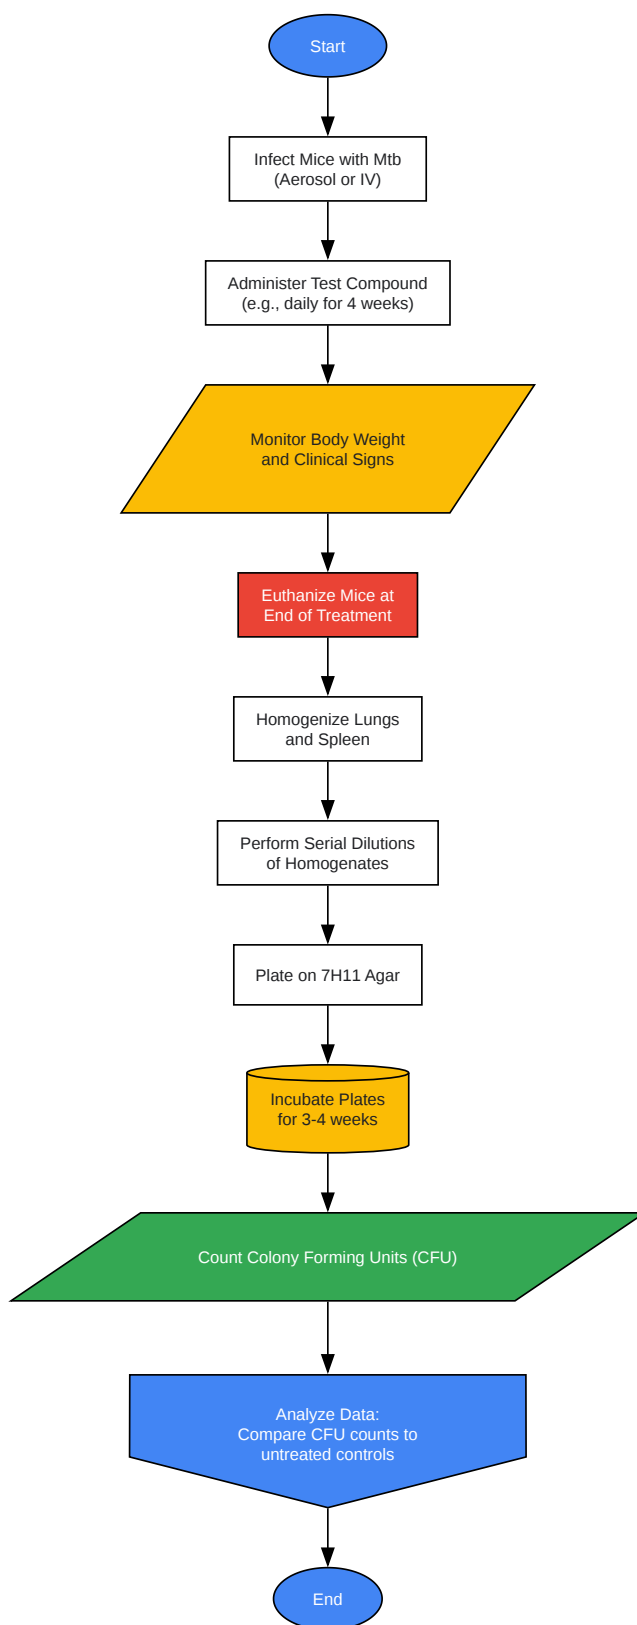 Start
Infect Mice with Mtb
(Aerosol or IV)
Administer Test Compound
(e.g., daily for 4 weeks)
Monitor Body Weight
and Clinical Signs
Euthanize Mice at
End of Treatment
Homogenize Lungs
and Spleen
Perform Serial Dilutions
of Homogenates
Plate on 7H11 Agar
Incubate Plates
for 3-4 weeks
Count Colony Forming Units (CFU)
Analyze Data:
Compare CFU counts to
untreated controls
End